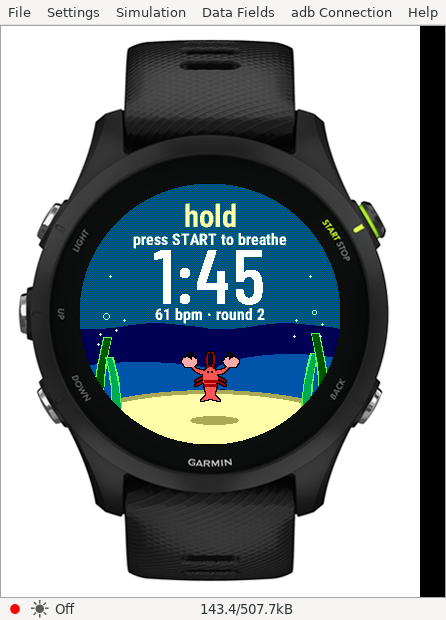 File Settings Simulation Data Fields adb Connection Help
LIGHT
START STOP
hold
press START to breathe
1:45
61 bpm · round 2
UP
DOWN
BACK
GARMIN
Off 143.4/507.7kB